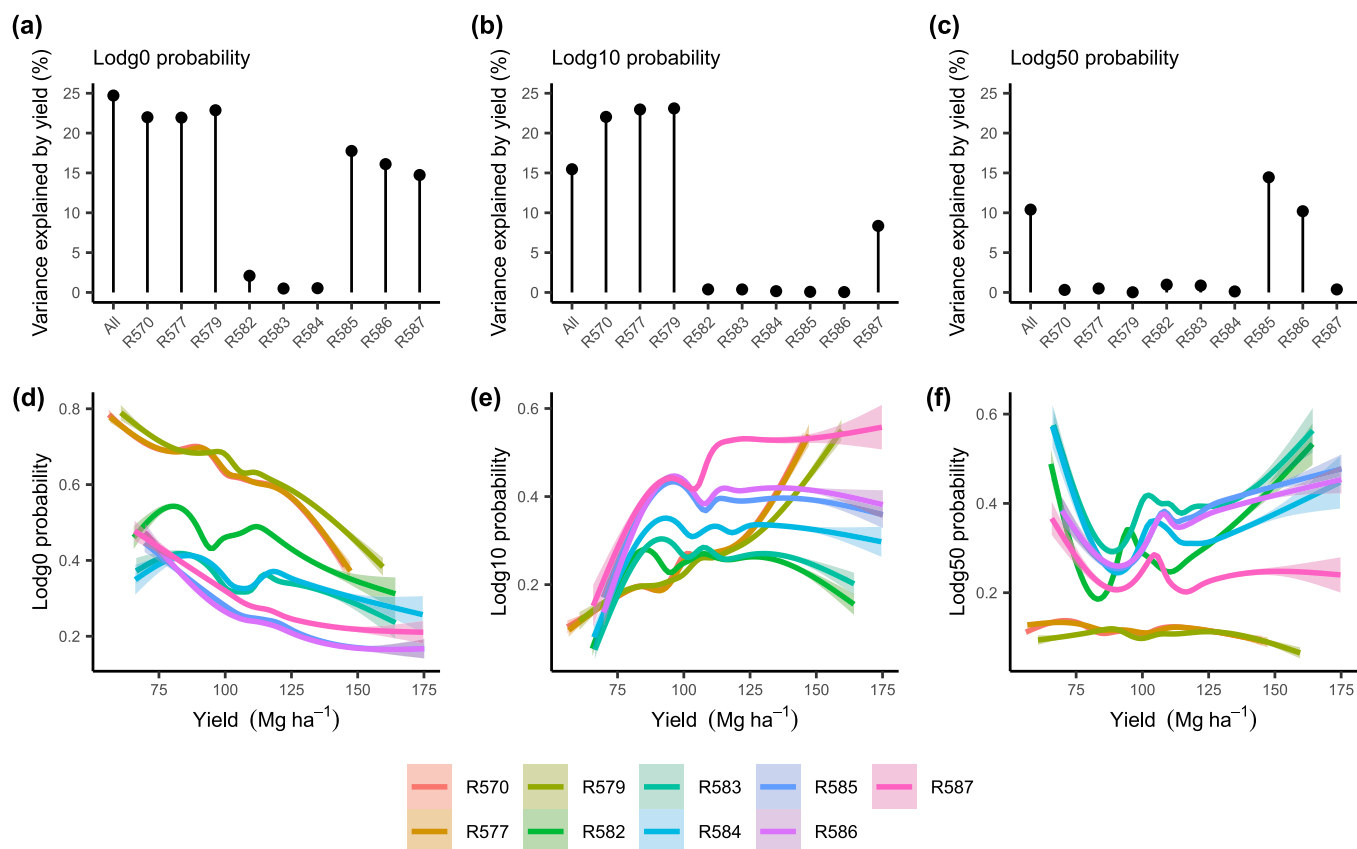 (a)
Lodg0 probability
Variance explained by yield (%)
25
20
15
10
5
0
All
R570
R577
R579
R582
R583
R584
R585
R586
R587
(b)
Lodg10 probability
Variance explained by yield (%)
25
20
15
10
5
0
All
R570
R577
R579
R582
R583
R584
R585
R586
R587
(c)
Lodg50 probability
Variance explained by yield (%)
25
20
15
10
5
0
All
R570
R577
R579
R582
R583
R584
R585
R586
R587
(d)
Lodg0 probability
0.8
0.6
0.4
0.2
75 100 125 150 175
Yield (Mg ha⁻¹)
(e)
Lodg10 probability
0.6
0.4
0.2
75 100 125 150 175
Yield (Mg ha⁻¹)
(f)
Lodg50 probability
0.6
0.4
0.2
75 100 125 150 175
Yield (Mg ha⁻¹)
R570 R579 R583 R585 R587
R577 R582 R584 R586